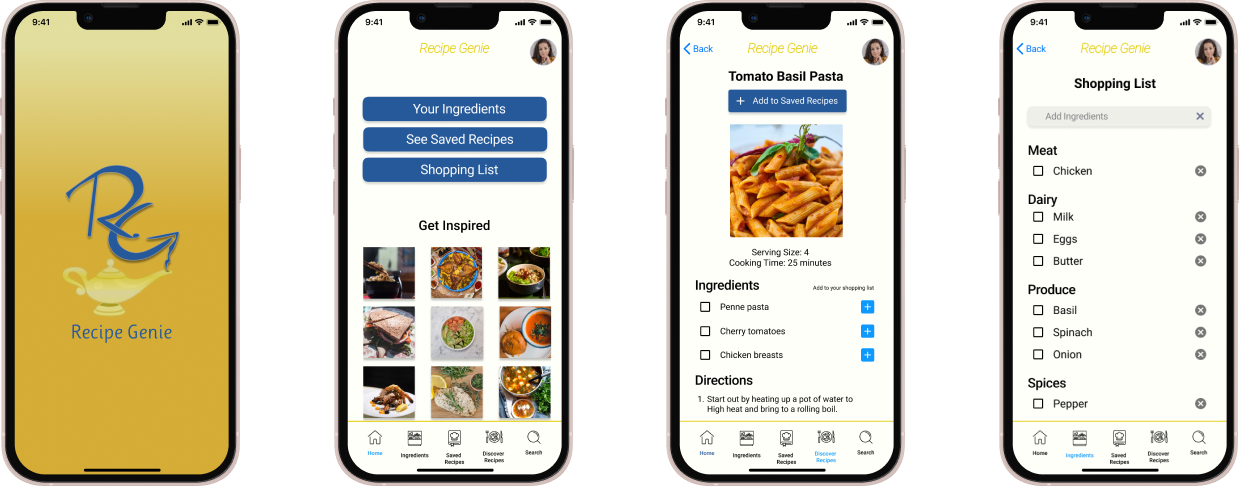 9:41
RG
Recipe Genie
9:41
Recipe Genie
Your Ingredients
See Saved Recipes
Shopping List
Get Inspired
Home
Ingredients
Saved
Recipes
Discover
Recipes
Search
9:41
Back
Recipe Genie
Tomato Basil Pasta
+ Add to Saved Recipes
Serving Size: 4
Cooking Time: 25 minutes
Ingredients
Add to your shopping list
Penne pasta
Cherry tomatoes
Chicken breasts
Directions
1. Start out by heating up a pot of water to
High heat and bring to a rolling boil.
Home
Ingredients
Saved
Recipes
Discover
Recipes
Search
9:41
Back
Recipe Genie
Shopping List
Add Ingredients
Meat
Chicken
Dairy
Milk
Eggs
Butter
Produce
Basil
Spinach
Onion
Spices
Pepper
Home
Ingredients
Saved
Recipes
Discover
Recipes
Search